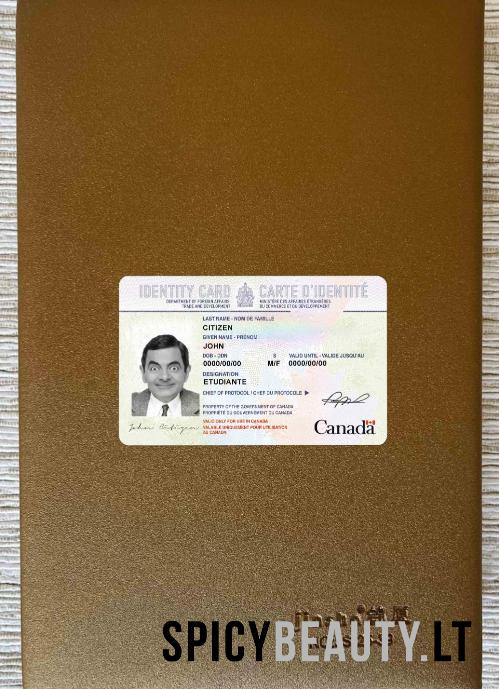 IDENTITY CARD CARTE D'IDENTITÉ
DEPARTMENT OF FOREIGN AFFAIRS MINISTÈRE DES AFFAIRES ÉTRANGÈRES
TRADE AND DEVELOPMENT DU COMMERCE ET DU DÉVELOPPEMENT
LAST NAME - NOM DE FAMILLE
CITIZEN
GIVEN NAME - PRÉNOM
JOHN
DOB - DDN S VALID UNTIL - VALIDE JUSQU'AU
0000/00/00 M/F 0000/00/00
DESIGNATION
ETUDIANTE
CHIEF OF PROTOCOL / CHEF DU PROTOCOLE ▶
PROPERTY OF THE GOVERNMENT OF CANADA
PROPRIÉTÉ DU GOUVERNEMENT DU CANADA
VALID ONLY FOR USE IN CANADA
VALABLE UNIQUEMENT POUR UTILISATION
AU CANADA
John Citizen
Canada
SPICYBEAUTY.LT